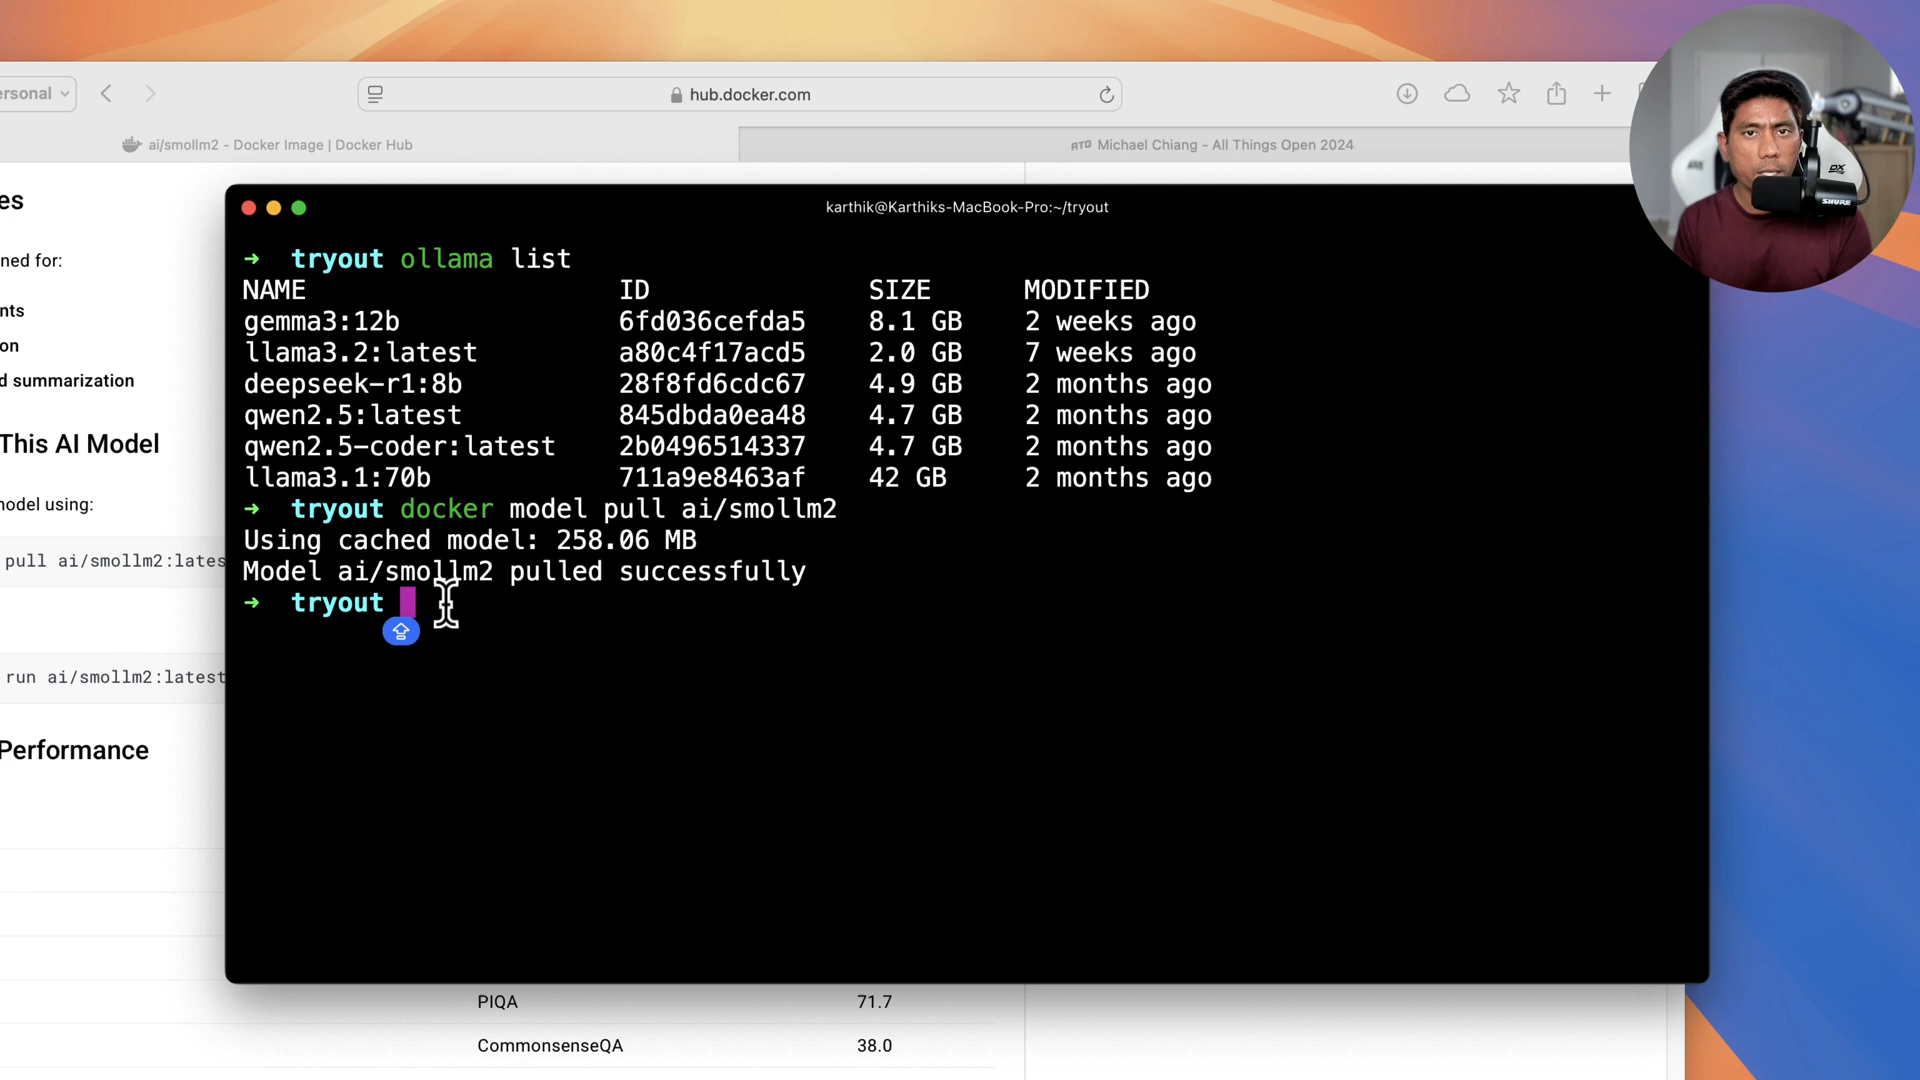 ersonal
hub.docker.com
ai/smollm2 - Docker Image | Docker Hub
ATO Michael Chiang - All Things Open 2024
es
ned for:
nts
on
d summarization
This AI Model
model using:
pull ai/smollm2:lates
run ai/smollm2:latest
Performance
karthik@Karthiks-MacBook-Pro:~/tryout
→ tryout ollama list
NAME ID SIZE MODIFIED
gemma3:12b 6fd036cefda5 8.1 GB 2 weeks ago
llama3.2:latest a80c4f17acd5 2.0 GB 7 weeks ago
deepseek-r1:8b 28f8fd6cdc67 4.9 GB 2 months ago
qwen2.5:latest 845dbda0ea48 4.7 GB 2 months ago
qwen2.5-coder:latest 2b0496514337 4.7 GB 2 months ago
llama3.1:70b 711a9e8463af 42 GB 2 months ago
→ tryout docker model pull ai/smollm2
Using cached model: 258.06 MB
Model ai/smollm2 pulled successfully
→ tryout
PIQA 71.7
CommonsenseQA 38.0
DX
SHURE